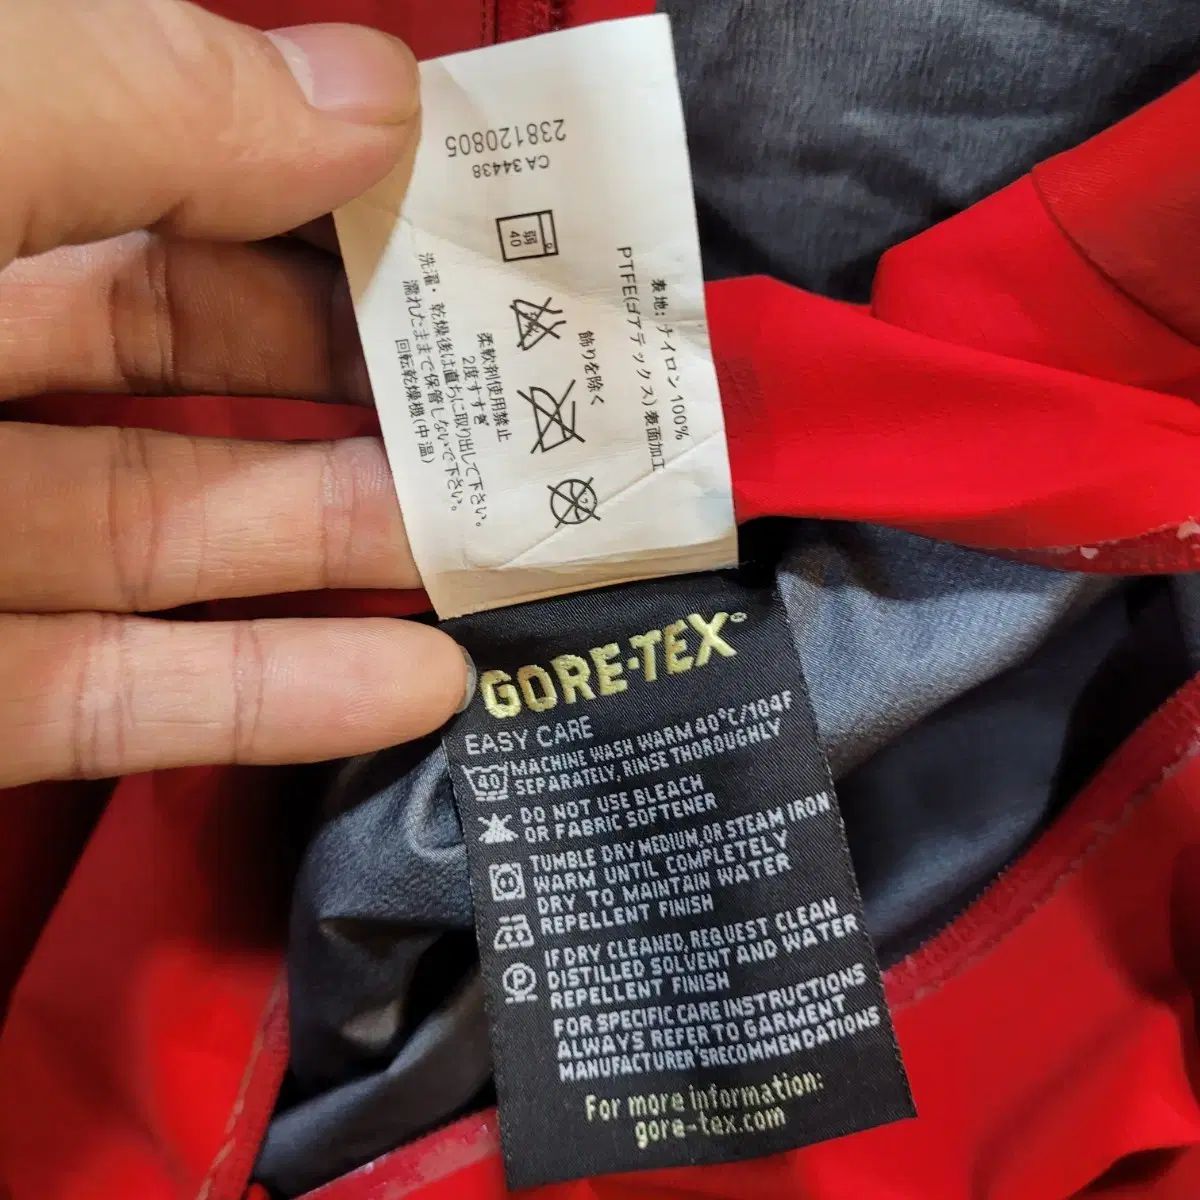 238120805
CA 34438
弱
40
表地: ナイロン 100%
PTFE(ゴアテックス)表面加工
飾りを除く
柔軟剤使用禁止
2度すすぎ
洗濯・乾燥後は直ちに取り出して下さい。
濡れたままで保管しないで下さい。
回転乾燥機(中温)
GORE-TEX®
EASY CARE
40
MACHINE WASH WARM 40°C/104F
SEPARATELY, RINSE THOROUGHLY
DO NOT USE BLEACH
OR FABRIC SOFTENER
TUMBLE DRY MEDIUM, OR STEAM IRON
WARM UNTIL COMPLETELY
DRY TO MAINTAIN WATER
REPELLENT FINISH
P
IF DRY CLEANED, REQUEST CLEAN
DISTILLED SOLVENT AND WATER
REPELLENT FINISH
FOR SPECIFIC CARE INSTRUCTIONS
ALWAYS REFER TO GARMENT
MANUFACTURER'S RECOMMENDATIONS
For more information:
gore-tex.com